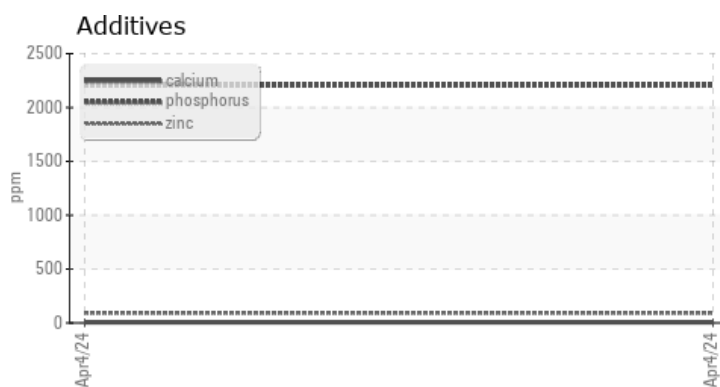 Additives
2500
2000
1500
1000
500
0
ppm
calcium
phosphorus
zinc
Apr4/24
Apr4/24